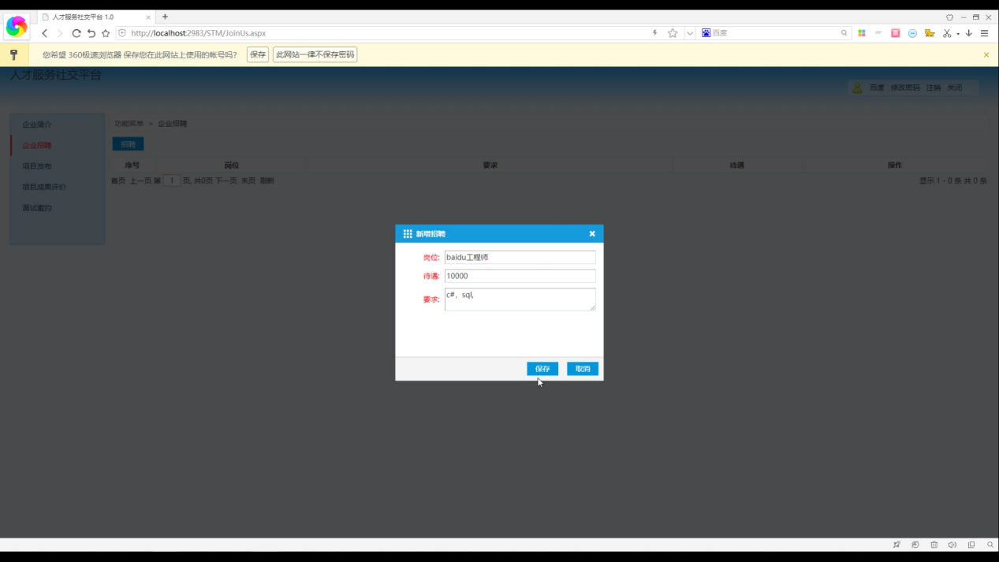 人才服务社交平台 1.0
http://localhost:2983/STM/JoinUs.aspx
百度
您希望 360极速浏览器 保存您在此网站上使用的帐号吗? 保存 此网站一律不保存密码
人才服务社交平台
百度 修改密码 注销 关闭
企业简介
企业招聘
项目发布
项目成果评价
面试邀约
功能菜单 > 企业招聘
招聘
序号 岗位 要求 待遇 操作
首页 上一页 第 1 页, 共0页 下一页 末页 刷新 显示 1 - 0 条 共 0 条
新增招聘
岗位: baidu工程师
待遇: 10000
要求: c#，sql,
保存 取消